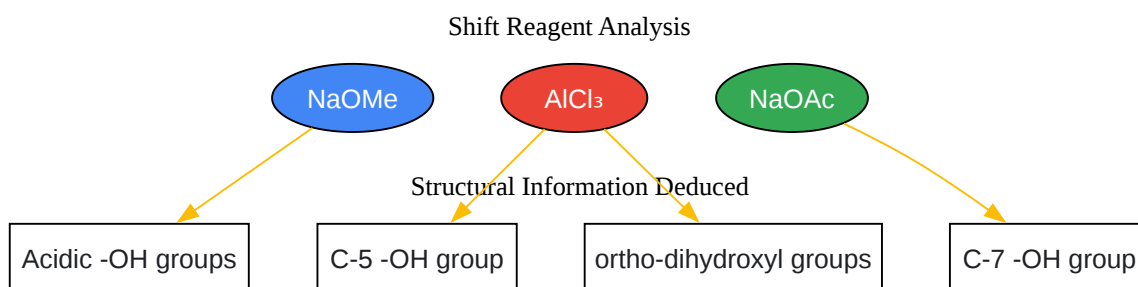 Shift Reagent Analysis
NaOMe
AlCl₃
NaOAc
Structural Information Deduced
Acidic -OH groups
C-5 -OH group
ortho-dihydroxyl groups
C-7 -OH group